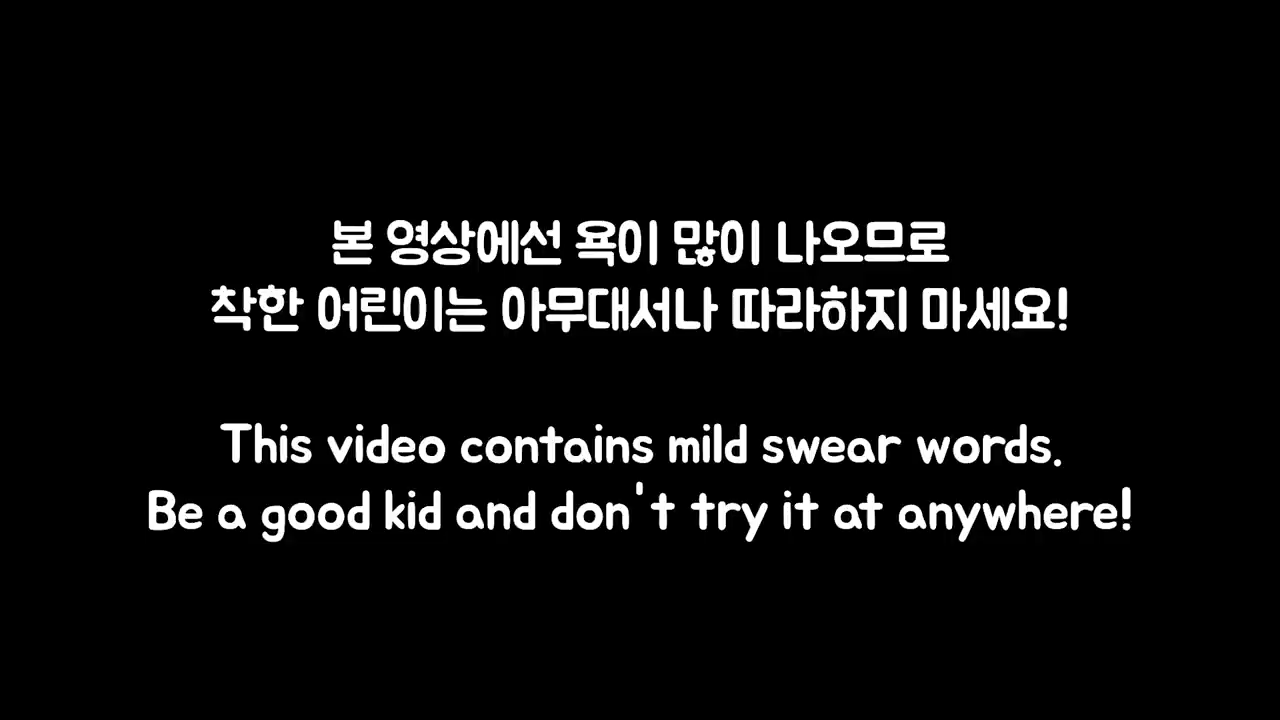 본 영상에선 욕이 많이 나오므로
착한 어린이는 아무대서나 따라하지 마세요!
This video contains mild swear words.
Be a good kid and don't try it at anywhere!